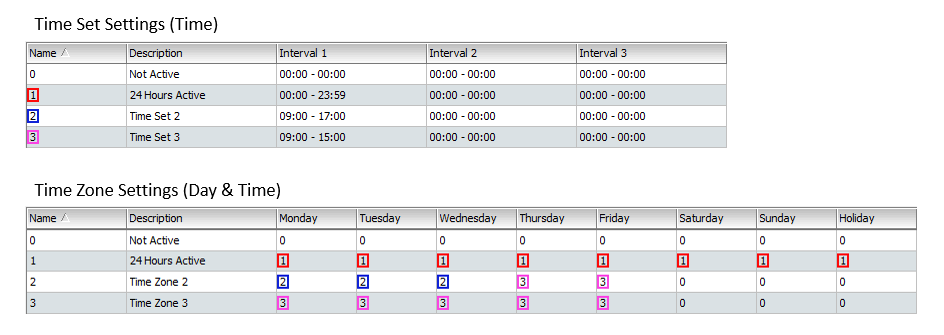 Time Set Settings (Time)
Name Description Interval 1 Interval 2 Interval 3
0 Not Active 00:00 - 00:00 00:00 - 00:00 00:00 - 00:00
1 24 Hours Active 00:00 - 23:59 00:00 - 00:00 00:00 - 00:00
2 Time Set 2 09:00 - 17:00 00:00 - 00:00 00:00 - 00:00
3 Time Set 3 09:00 - 15:00 00:00 - 00:00 00:00 - 00:00
Time Zone Settings (Day & Time)
Name Description Monday Tuesday Wednesday Thursday Friday Saturday Sunday Holiday
0 Not Active 0 0 0 0 0 0 0 0
1 24 Hours Active 1 1 1 1 1 1 1 1
2 Time Zone 2 2 2 2 3 3 0 0 0
3 Time Zone 3 3 3 3 3 3 0 0 0